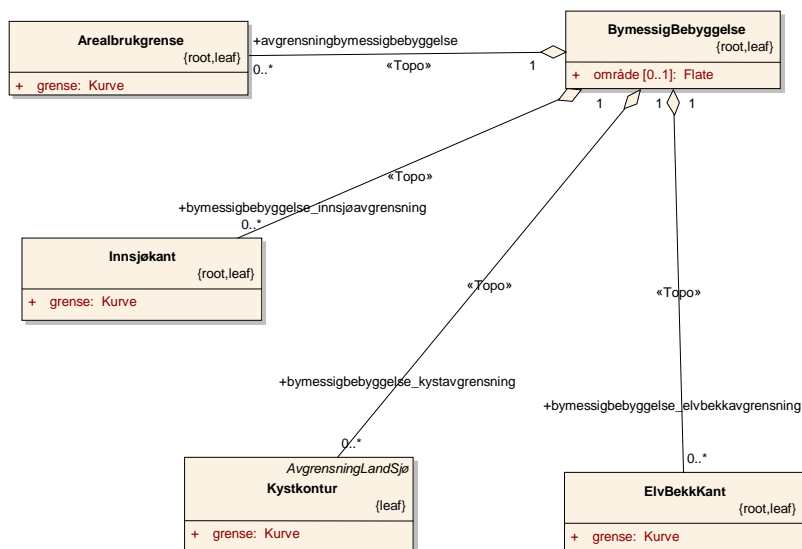 Arealbrukgrense
{root,leaf}
+ grense: Kurve
+avgrensningbymessigbebyggelse
0..*
«Topo»
1
BymessigBebyggelse
{root,leaf}
+ område [0..1]: Flate
1
1
1
«Topo»
+bymessigbebyggelse_innsjøavgrensning
0..*
Innsjøkant
{root,leaf}
+ grense: Kurve
«Topo»
«Topo»
+bymessigbebyggelse_kystavgrensning
+bymessigbebyggelse_elvbekkavgrensning
0..*
0..*
AvgrensningLandSjø
Kystkontur
{leaf}
+ grense: Kurve
ElvBekkKant
{root,leaf}
+ grense: Kurve